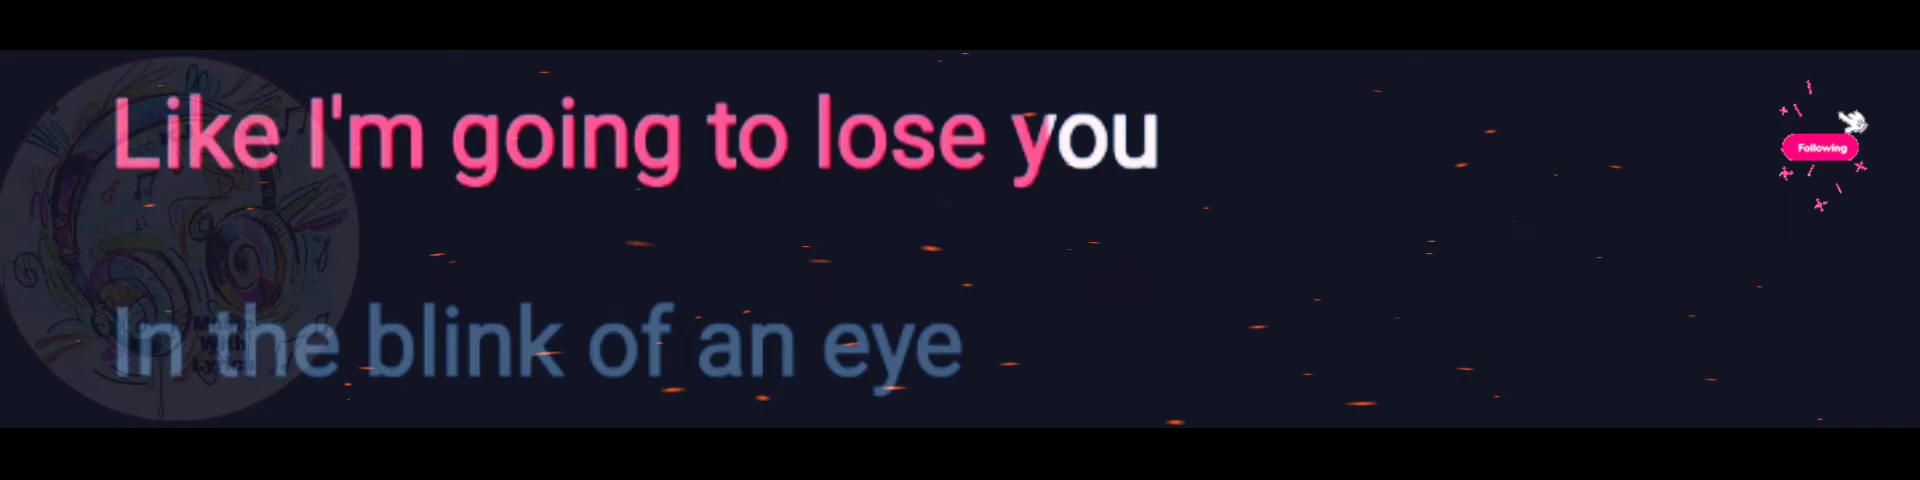 Like I'm going to lose you
Following
In the blink of an eye